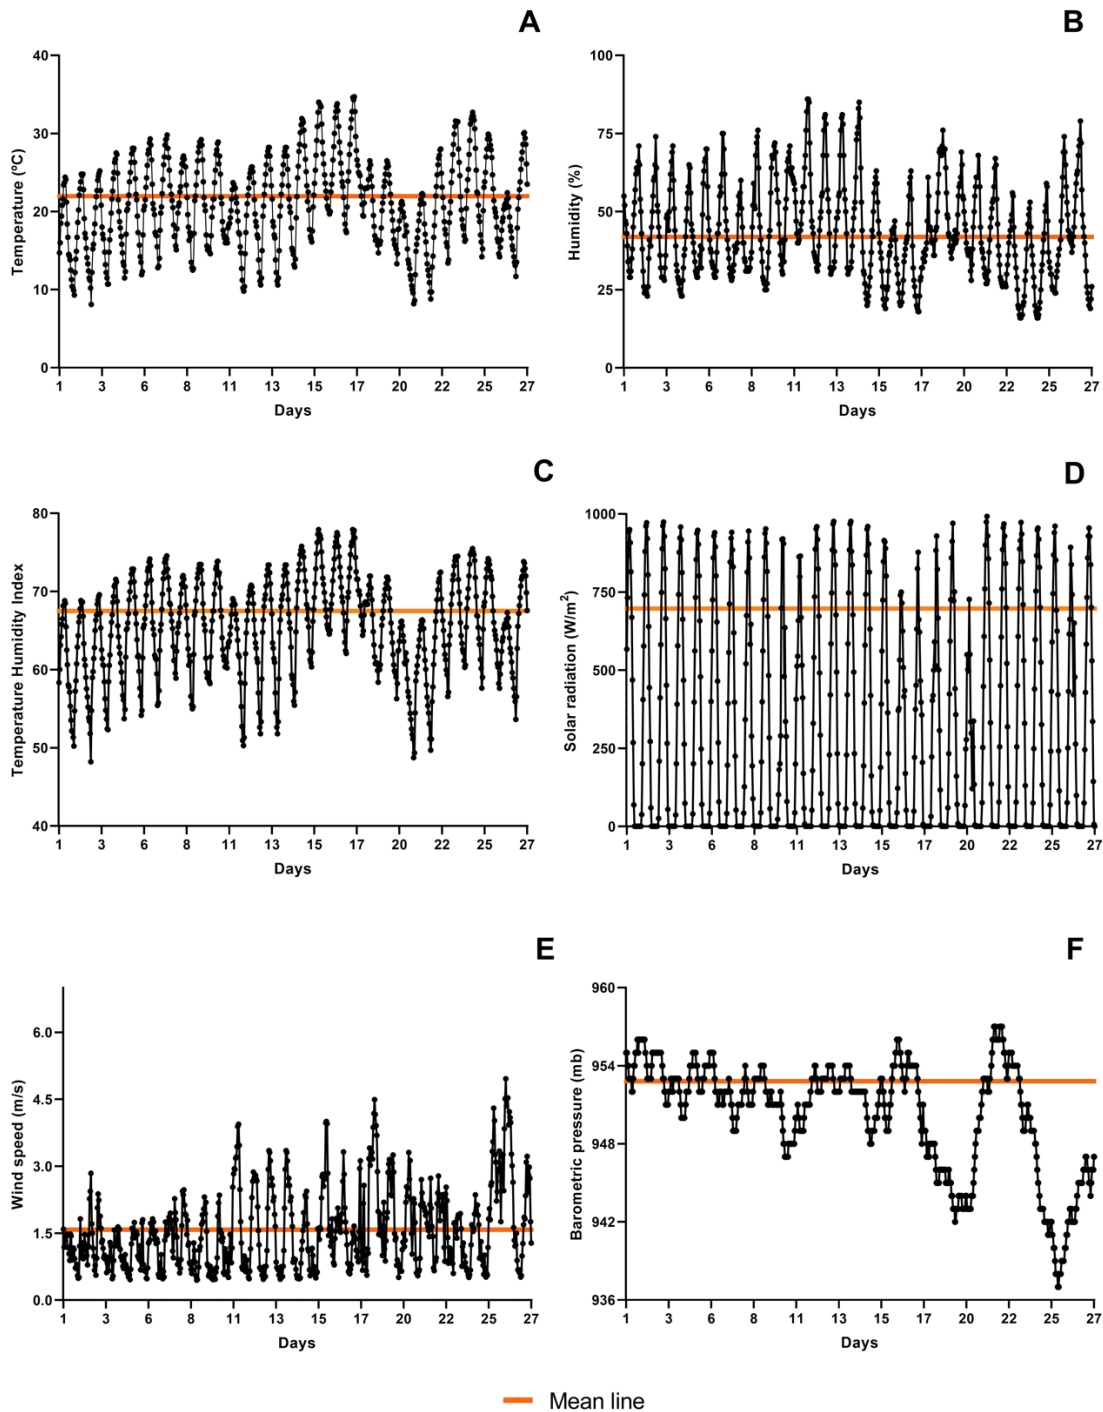 A
Temperature (ºC)
40
30
20
10
0
1 3 6 8 11 13 15 17 20 22 25 27
Days
B
Humidity (%)
100
75
50
25
0
1 3 6 8 11 13 15 17 20 22 25 27
Days
C
Temperature Humidity Index
80
70
60
50
40
1 3 6 8 11 13 15 17 20 22 25 27
Days
D
Solar radiation (W/m²)
1000
750
500
250
0
1 3 6 8 11 13 15 17 20 22 25 27
Days
E
Wind speed (m/s)
6.0
4.5
3.0
1.5
0.0
1 3 6 8 11 13 15 17 20 22 25 27
Days
F
Barometric pressure (mb)
960
954
948
942
936
1 3 6 8 11 13 15 17 20 22 25 27
Days
Mean line